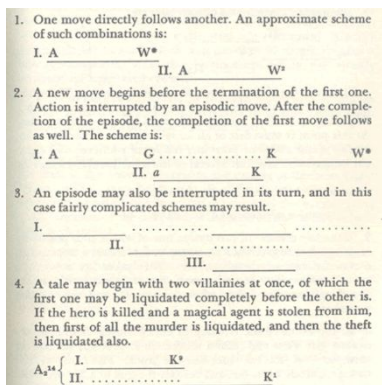 1. One move directly follows another. An approximate scheme
of such combinations is:
I. A W*
II. A W²
2. A new move begins before the termination of the first one.
Action is interrupted by an episodic move. After the comple-
tion of the episode, the completion of the first move follows
as well. The scheme is:
I. A G . . . . . . . . . . . . . . . K W*
II. a K
3. An episode may also be interrupted in its turn, and in this
case fairly complicated schemes may result.
I. . . . . . . . . . . . . . . . . . . . . . . . . .
II. . . . . . . . . . . . . .
III.
4. A tale may begin with two villainies at once, of which the
first one may be liquidated completely before the other is.
If the hero is killed and a magical agent is stolen from him,
then first of all the murder is liquidated, and then the theft
is liquidated also.
I. K⁹
A₂¹⁴ {
II. . . . . . . . . . . . . . . K¹